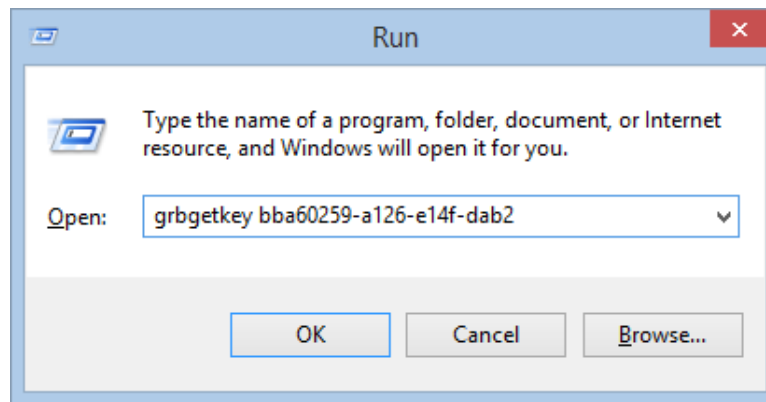 Run
Type the name of a program, folder, document, or Internet
resource, and Windows will open it for you.
Open: grbgetkey bba60259-a126-e14f-dab2
OK Cancel Browse...